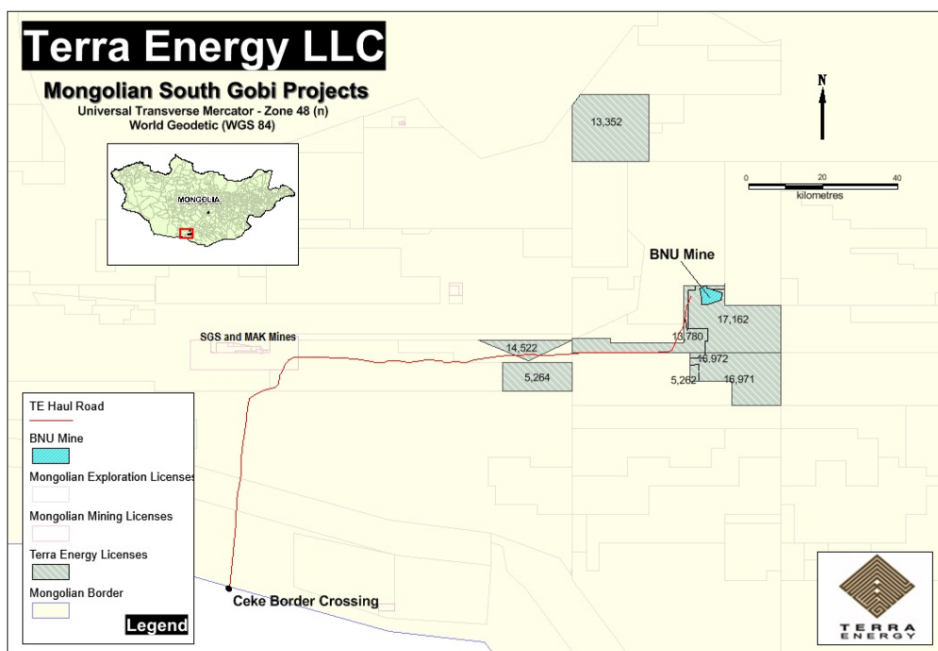 Terra Energy LLC
Mongolian South Gobi Projects
Universal Transverse Mercator - Zone 48 (n)
World Geodetic (WGS 84)
MONGOLIA
13,352
N
0 20 40
kilometres
BNU Mine
17,162
13,780
SGS and MAK Mines
14,522
16,972
5,264
5,262
16,971
TE Haul Road
BNU Mine
Mongolian Exploration Licenses
Mongolian Mining Licenses
Terra Energy Licenses
Mongolian Border
Legend
Ceke Border Crossing
TERRA
ENERGY